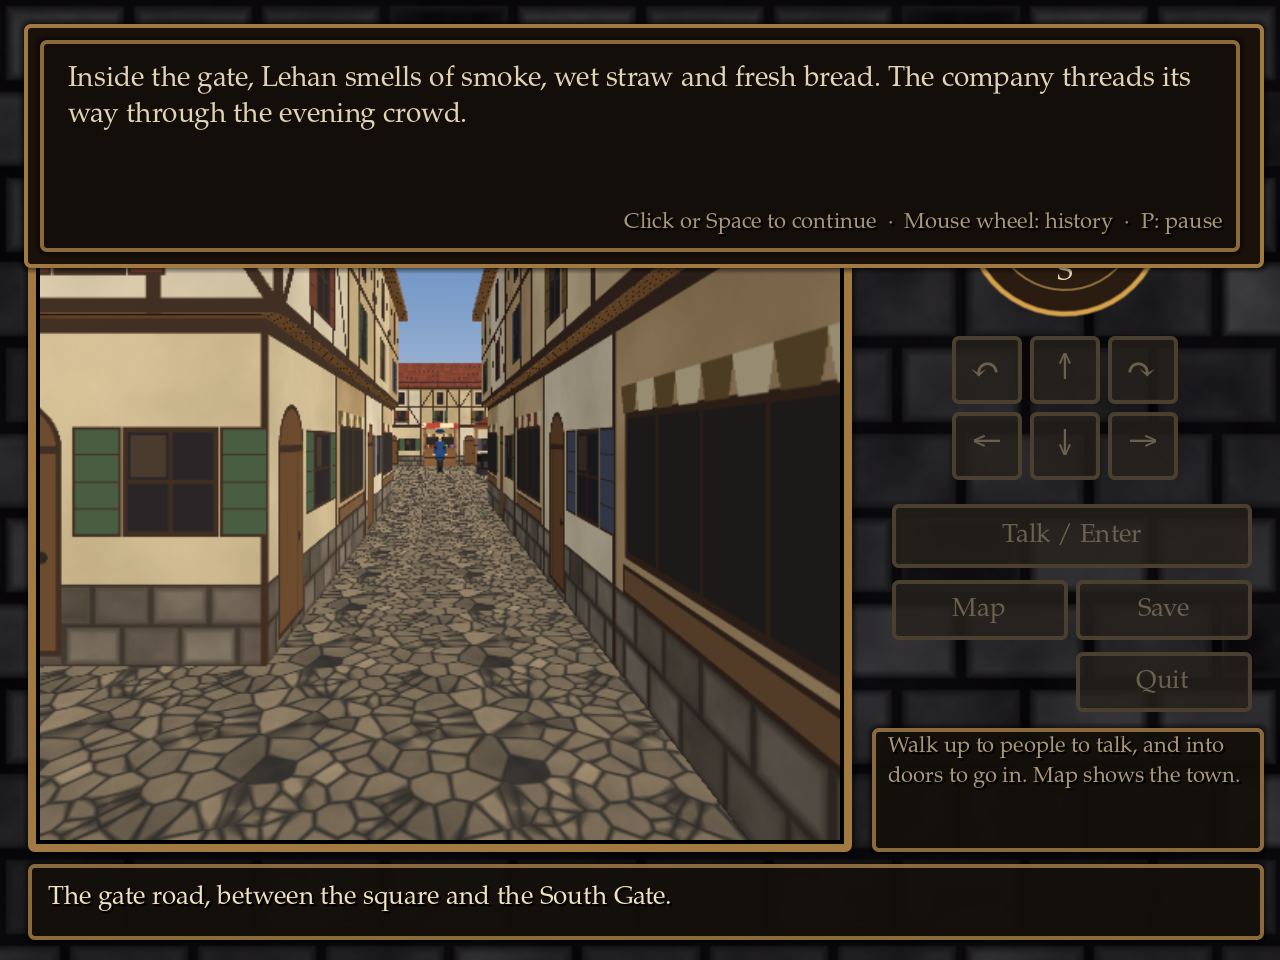 Inside the gate, Lehan smells of smoke, wet straw and fresh bread. The company threads its
way through the evening crowd.
Click or Space to continue · Mouse wheel: history · P: pause
S
Talk / Enter
Map
Save
Quit
Walk up to people to talk, and into
doors to go in. Map shows the town.
The gate road, between the square and the South Gate.